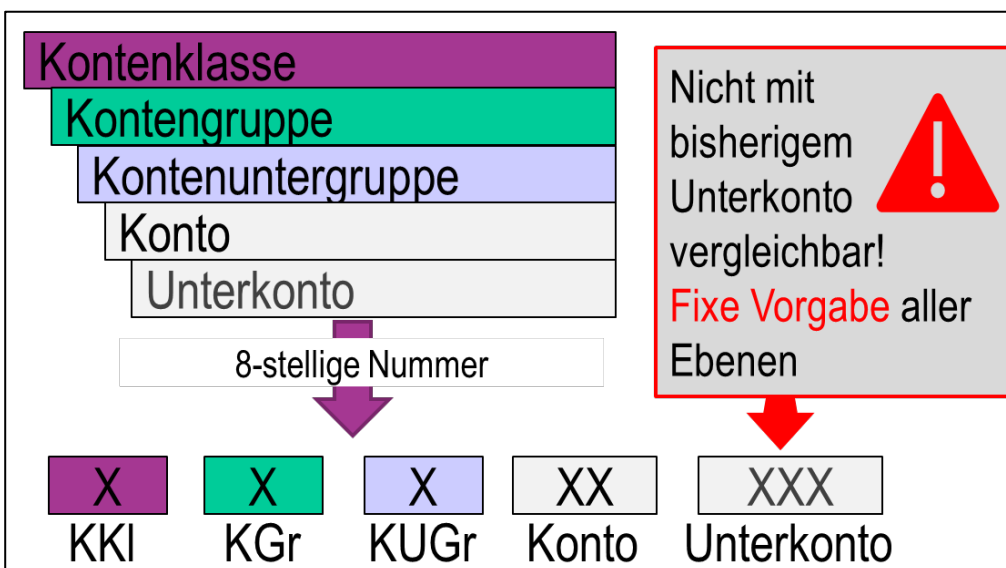 Kontenklasse
Kontengruppe
Kontenuntergruppe
Konto
Unterkonto
8-stellige Nummer
Nicht mit
bisherigem
Unterkonto
vergleichbar!
Fixe Vorgabe aller
Ebenen
X
X
X
XX
XXX
KKl
KGr
KUGr
Konto
Unterkonto